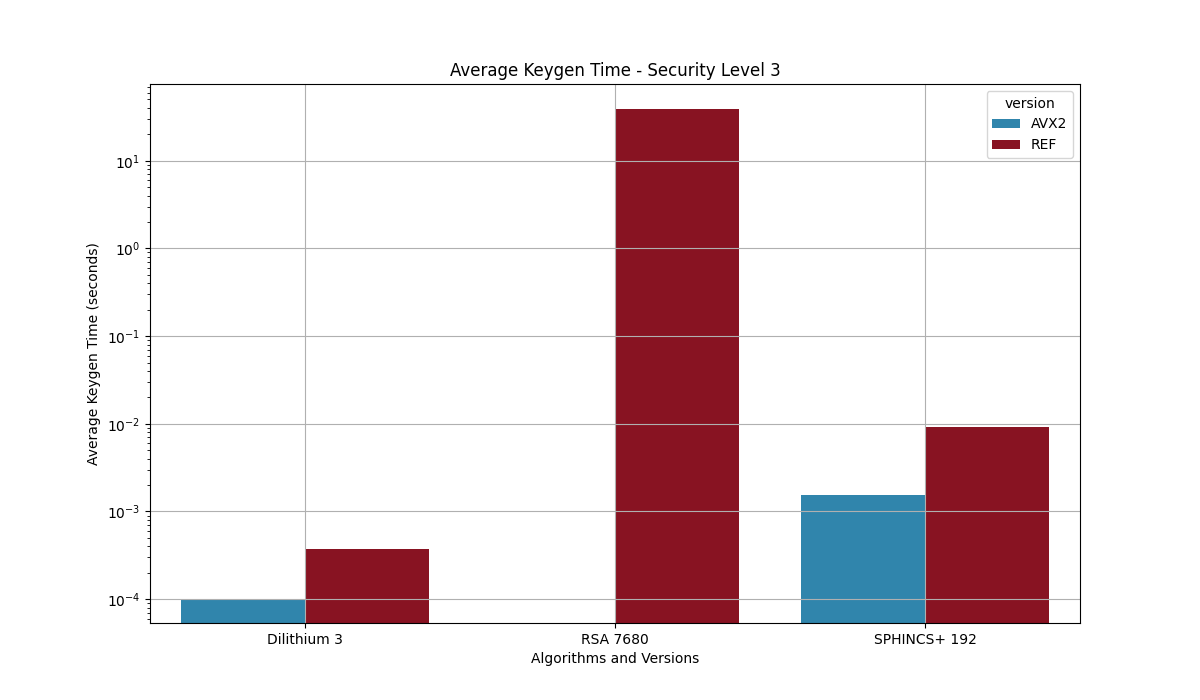 Average Keygen Time - Security Level 3
version
AVX2
REF
Average Keygen Time (seconds)
10¹
10⁰
10⁻¹
10⁻²
10⁻³
10⁻⁴
Dilithium 3
RSA 7680
SPHINCS+ 192
Algorithms and Versions